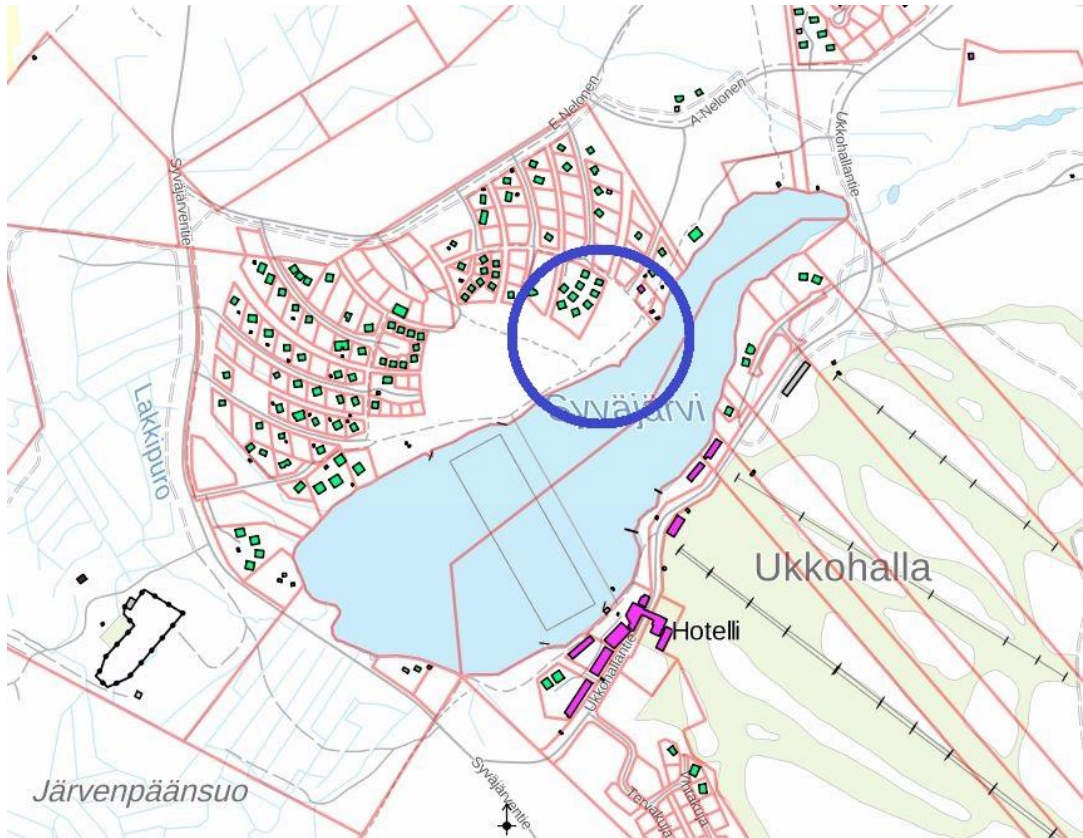 E-Nelonen
A-Nelonen
Ukkohallantie
Syväjärventie
Lakkipuro
Syväjärvi
Ukkohalla
Hotelli
Ukkohallantie
Järvenpäänsuo
Syväjärventie
Tervakuja